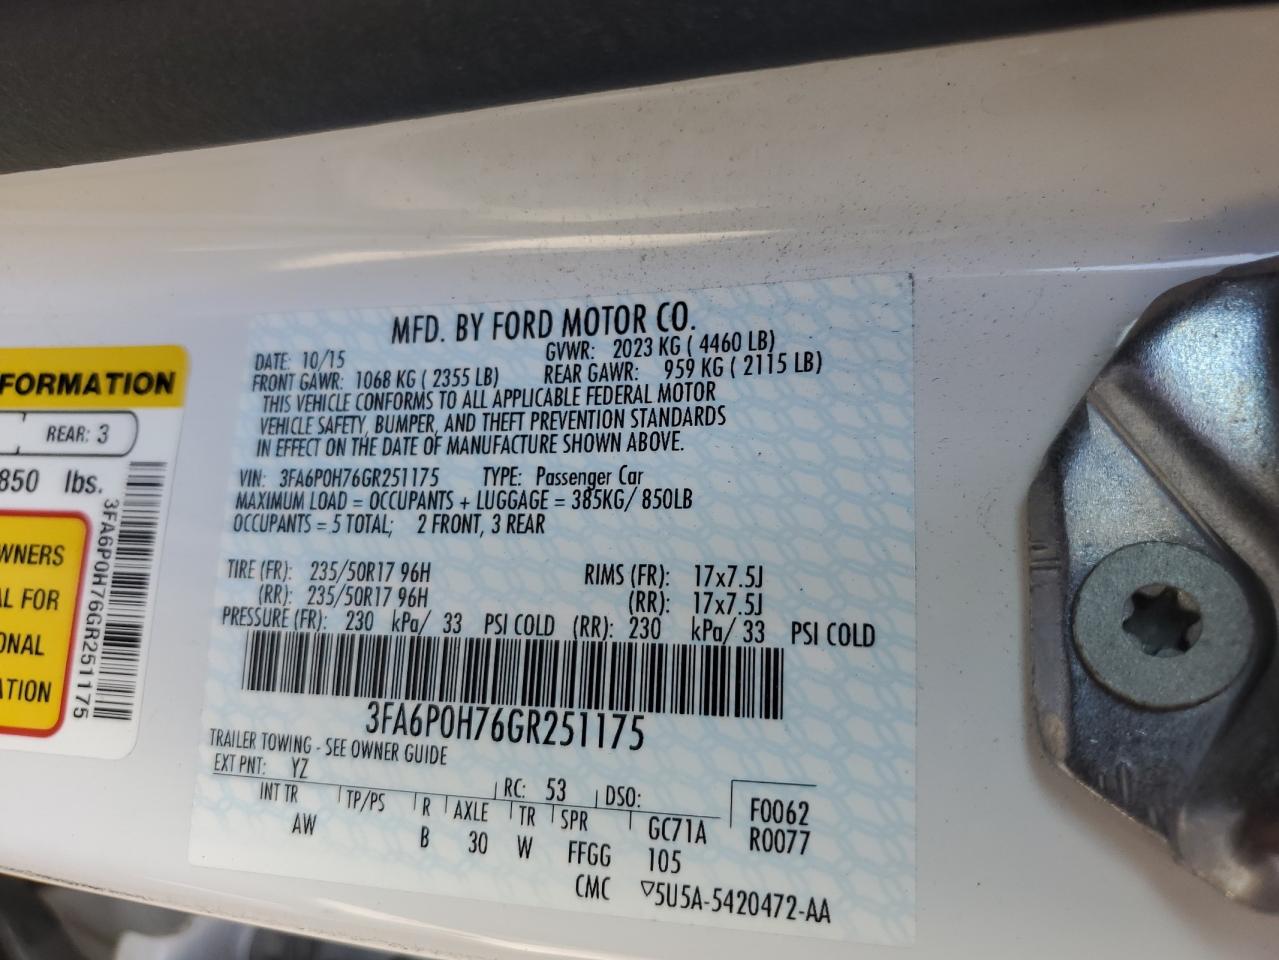 MFD. BY FORD MOTOR CO.
DATE: 10/15 GVWR: 2023 KG ( 4460 LB)
FRONT GAWR: 1068 KG ( 2355 LB) REAR GAWR: 959 KG ( 2115 LB)
THIS VEHICLE CONFORMS TO ALL APPLICABLE FEDERAL MOTOR
VEHICLE SAFETY, BUMPER, AND THEFT PREVENTION STANDARDS
IN EFFECT ON THE DATE OF MANUFACTURE SHOWN ABOVE.
VIN: 3FA6P0H76GR251175 TYPE: Passenger Car
MAXIMUM LOAD = OCCUPANTS + LUGGAGE = 385KG/ 850LB
OCCUPANTS = 5 TOTAL; 2 FRONT, 3 REAR
TIRE (FR): 235/50R17 96H RIMS (FR): 17x7.5J
(RR): 235/50R17 96H (RR): 17x7.5J
PRESSURE (FR): 230 kPa/ 33 PSI COLD (RR): 230 kPa/ 33 PSI COLD
3FA6P0H76GR251175
TRAILER TOWING - SEE OWNER GUIDE
EXT PNT: YZ RC: 53 DSO: F0062
INT TR TP/PS R AXLE TR SPR GC71A R0077
AW B 30 W FFGG 105
CMC ▽5U5A-5420472-AA
FORMATION
REAR: 3
850 lbs.
WNERS
AL FOR
ONAL
ATION
3FA6P0H76GR251175